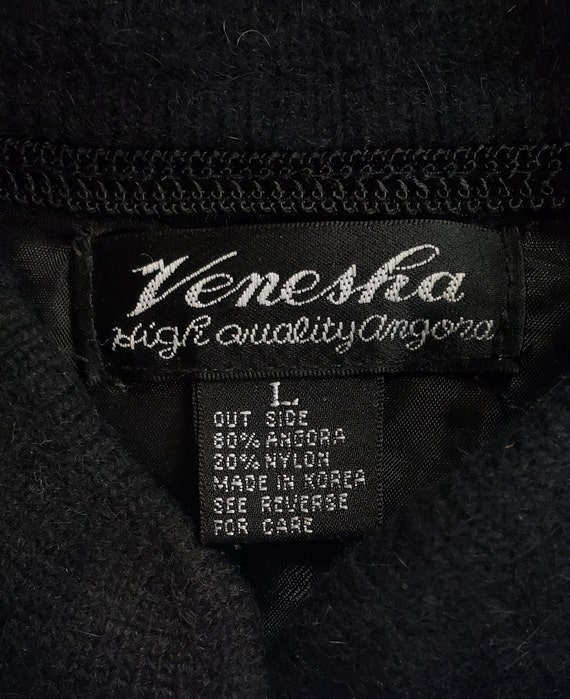 Venesha
High quality angora
L
OUT SIDE
80% ANGORA
20% NYLON
MADE IN KOREA
SEE REVERSE
FOR CARE